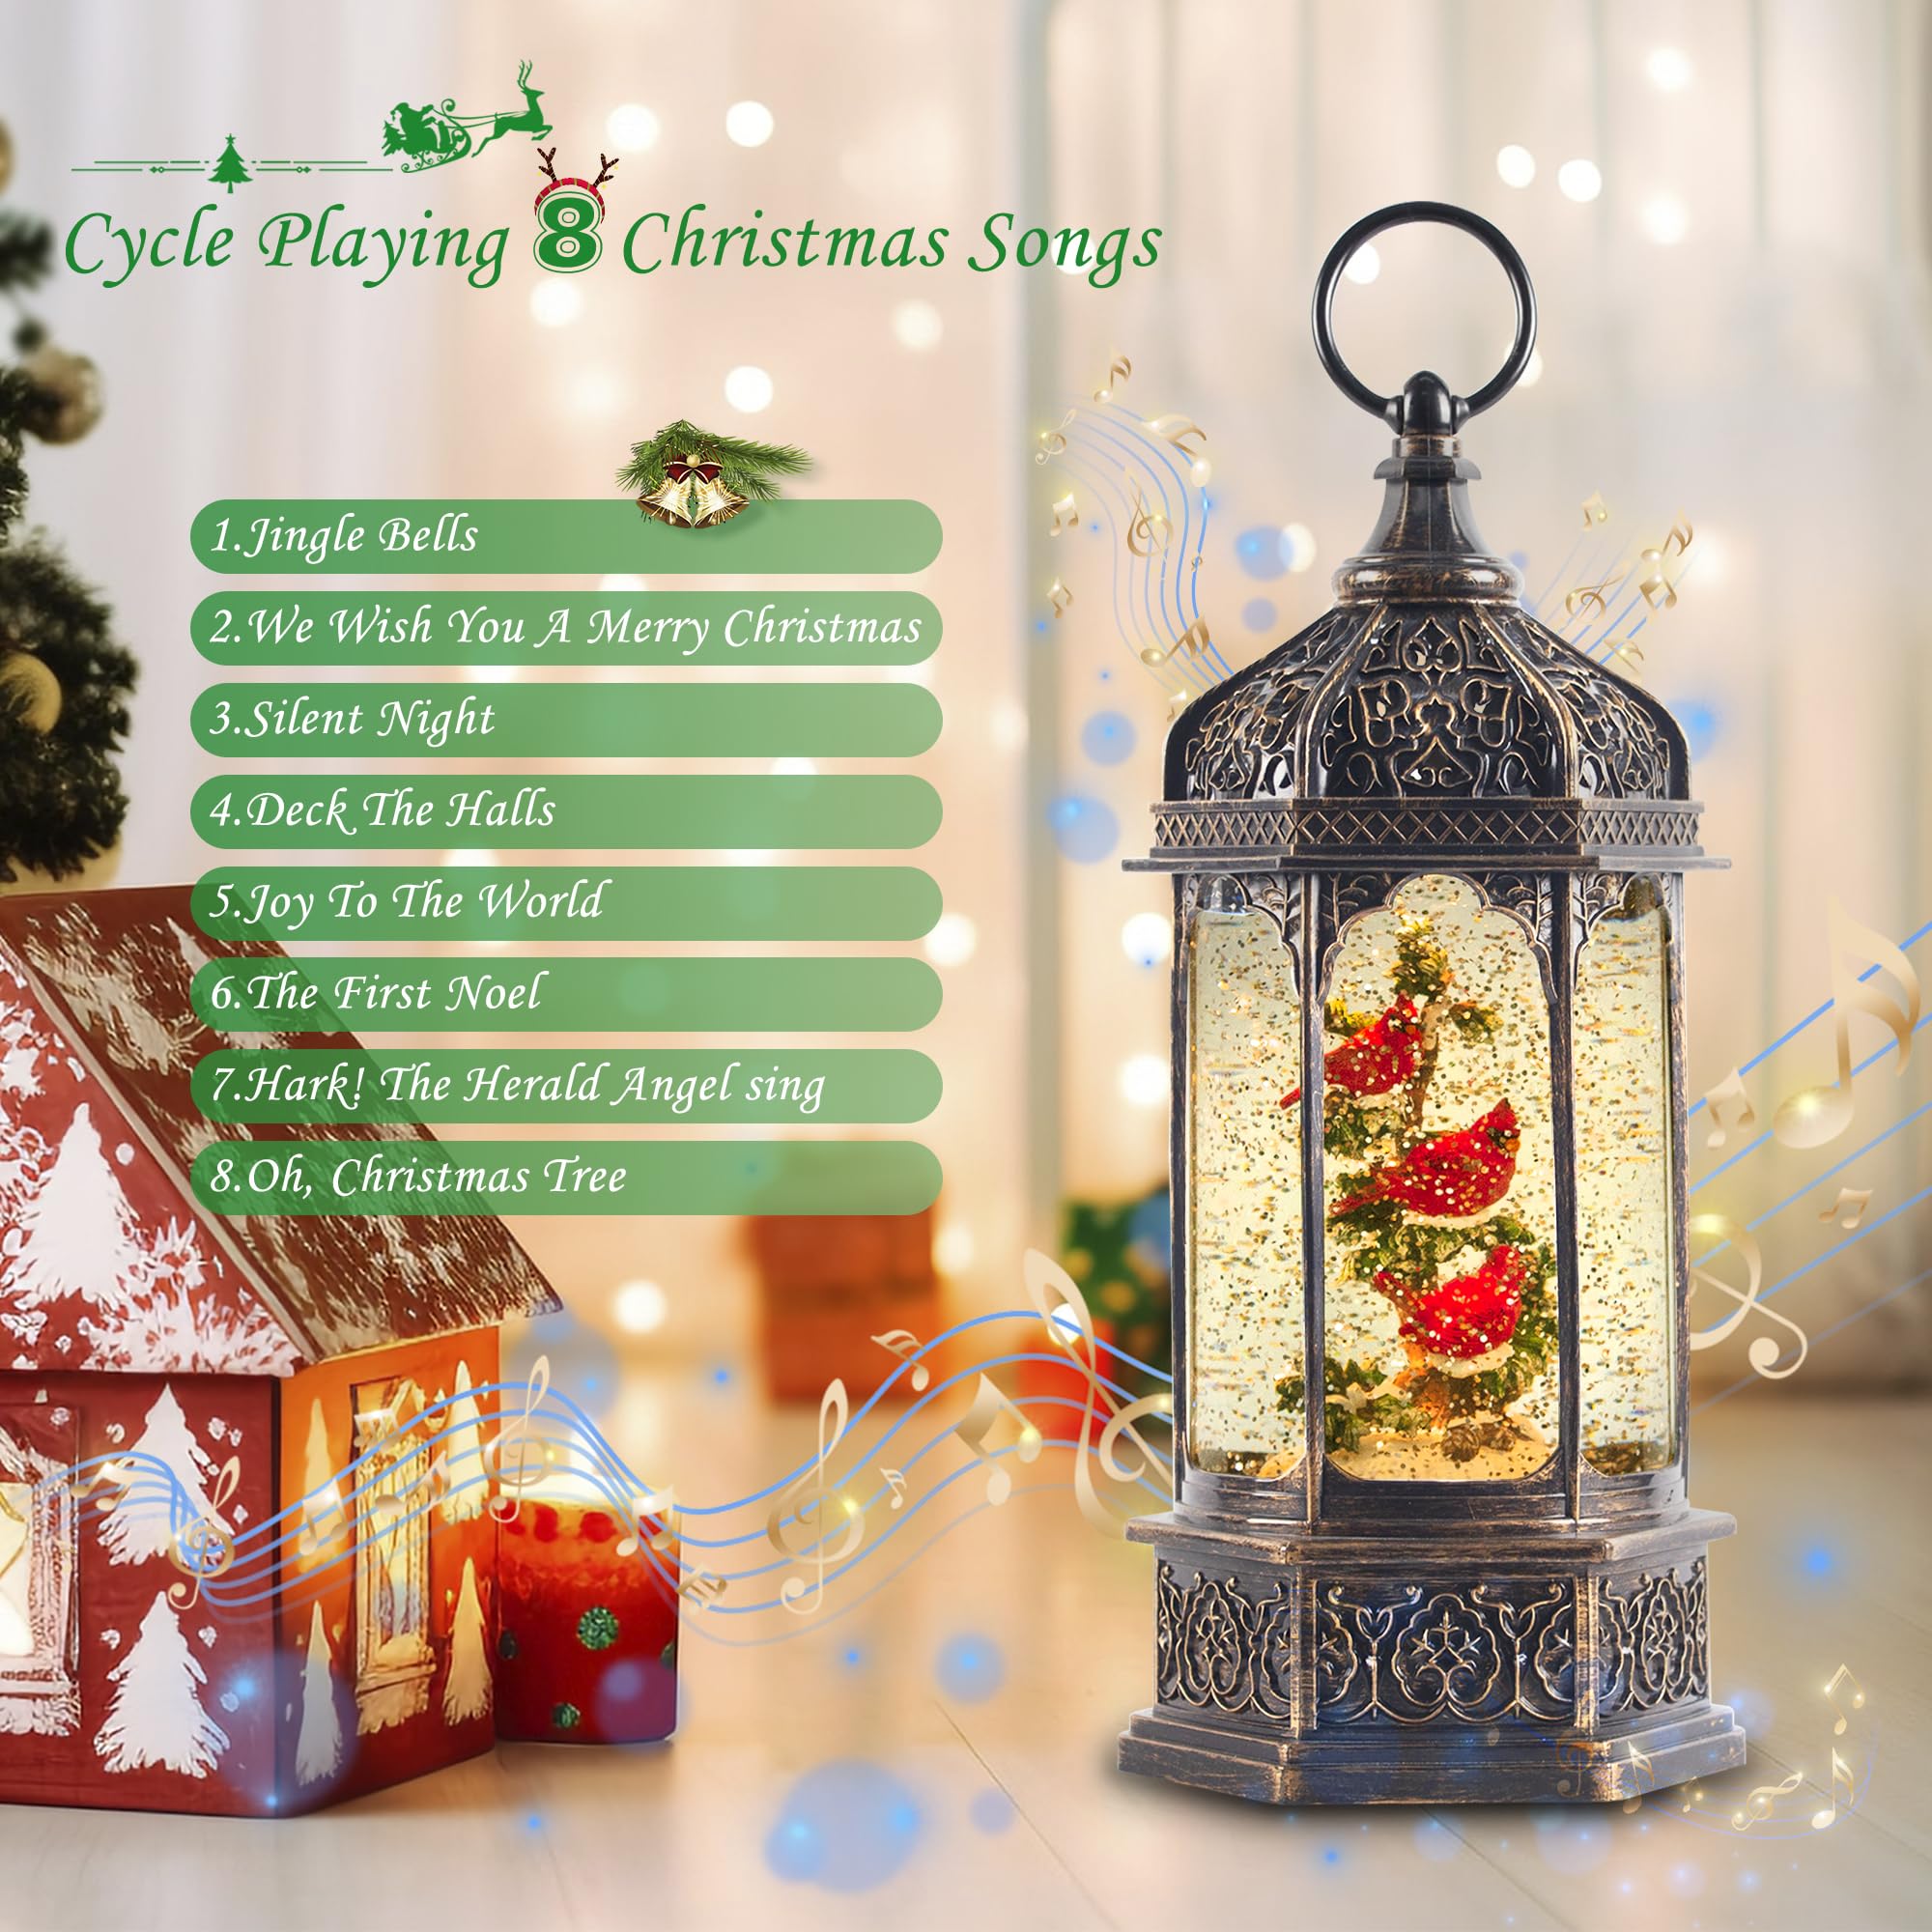 Cycle Playing 8 Christmas Songs
1.Jingle Bells
2.We Wish You A Merry Christmas
3.Silent Night
4.Deck The Halls
5.Joy To The World
6.The First Noel
7.Hark! The Herald Angel sing
8.Oh, Christmas Tree